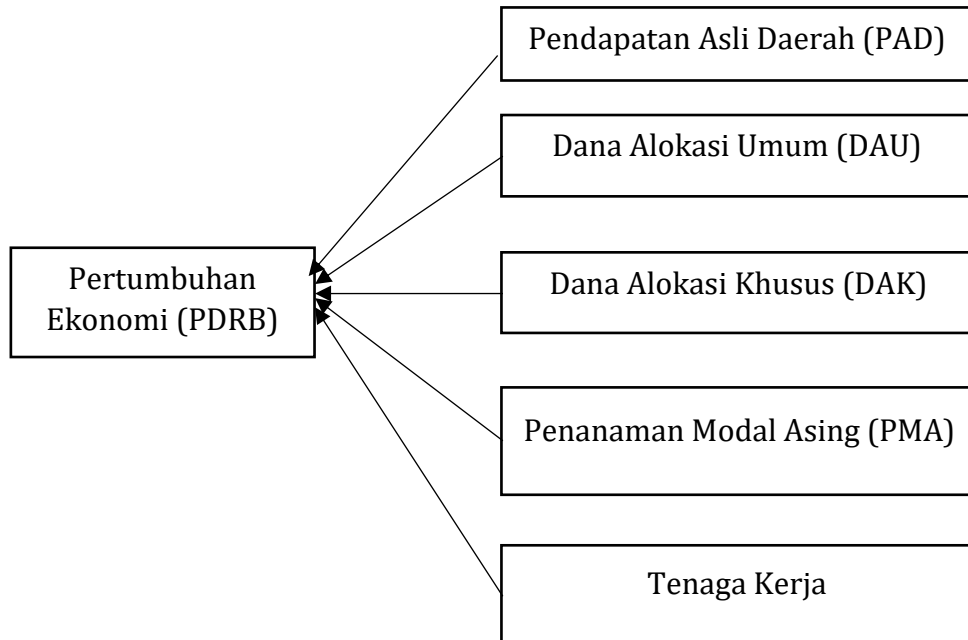 Pendapatan Asli Daerah (PAD)
Dana Alokasi Umum (DAU)
Pertumbuhan
Ekonomi (PDRB)
Dana Alokasi Khusus (DAK)
Penanaman Modal Asing (PMA)
Tenaga Kerja